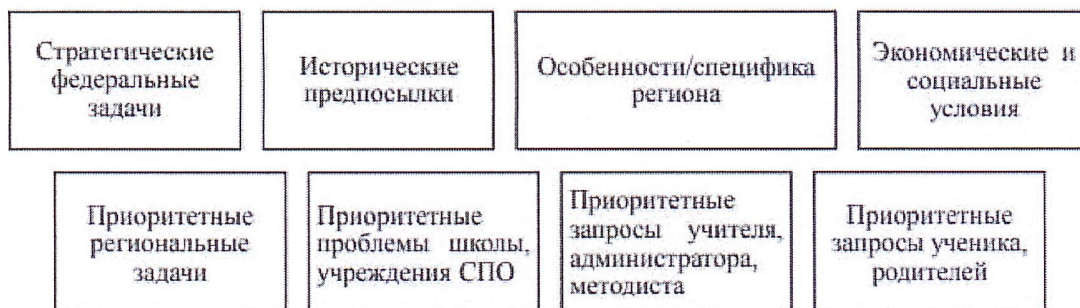 Стратегические
федеральные
задачи
Исторические
предпосылки
Особенности/специфика
региона
Экономические и
социальные
условия
Приоритетные
региональные
задачи
Приоритетные
проблемы школы,
учреждения СПО
Приоритетные
запросы учителя,
администратора,
методиста
Приоритетные
запросы ученика,
родителей